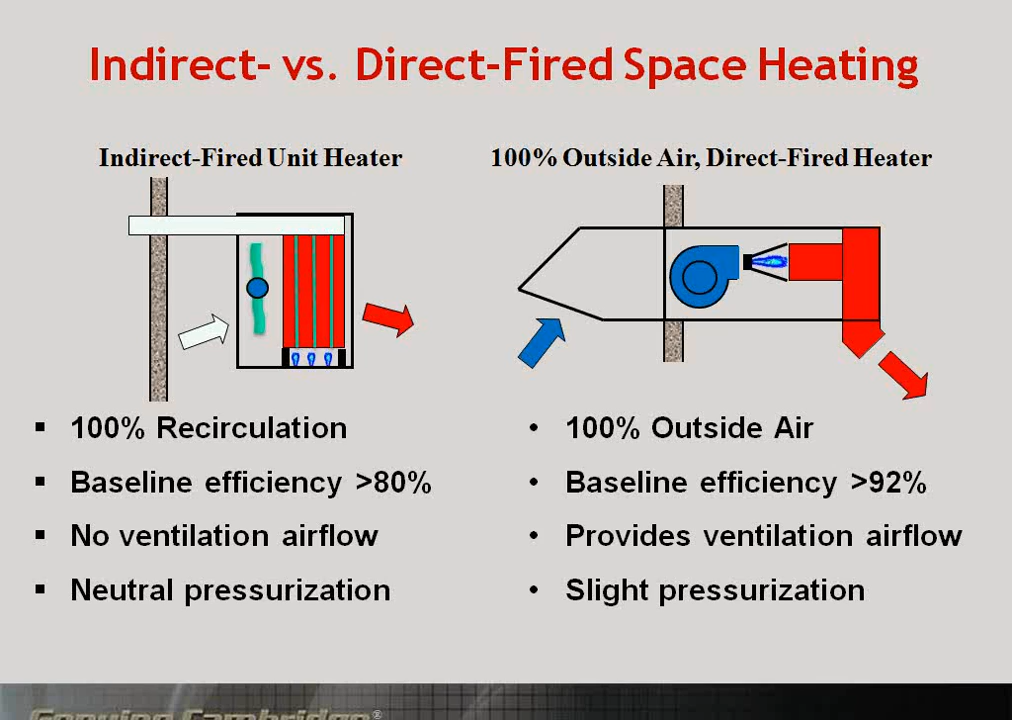 Indirect- vs. Direct-Fired Space Heating
Indirect-Fired Unit Heater
100% Outside Air, Direct-Fired Heater
▪ 100% Recirculation
▪ Baseline efficiency >80%
▪ No ventilation airflow
▪ Neutral pressurization
• 100% Outside Air
• Baseline efficiency >92%
• Provides ventilation airflow
• Slight pressurization
Genuine Cambridge®